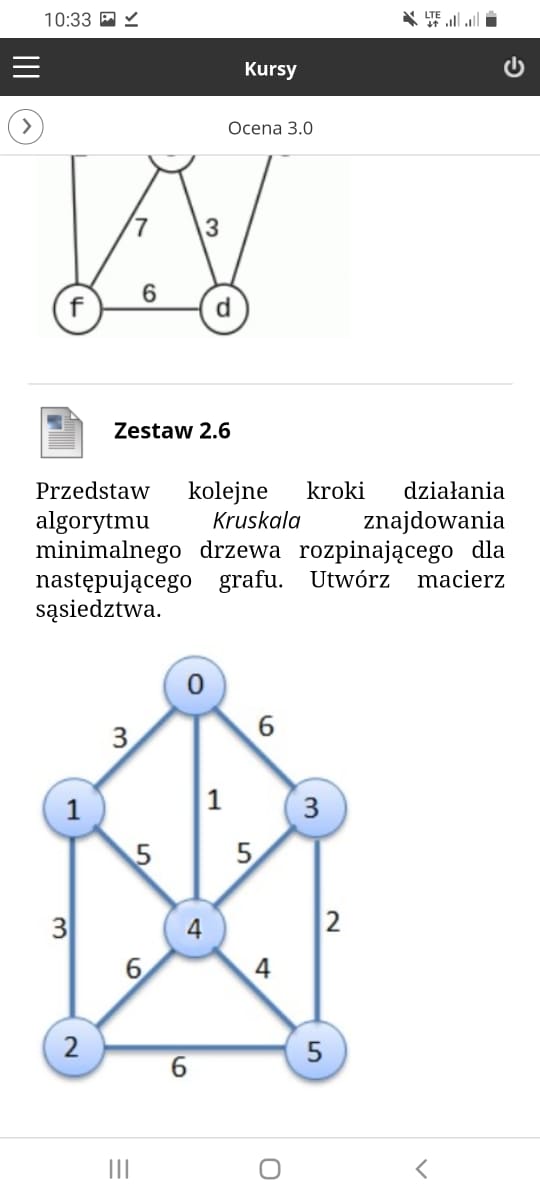 10:33
LTE
Kursy
Ocena 3.0
7
3
6
f
d
Zestaw 2.6
Przedstaw kolejne kroki działania
algorytmu Kruskala znajdowania
minimalnego drzewa rozpinającego dla
następującego grafu. Utwórz macierz
sąsiedztwa.
0
3
6
1
1
3
5
5
3
4
2
6
4
2
5
6